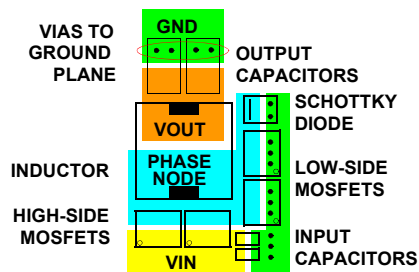 GND
VIAS TO
GROUND
PLANE
OUTPUT
CAPACITORS
VOUT
SCHOTTKY
DIODE
PHASE
NODE
INDUCTOR
LOW-SIDE
MOSFETS
HIGH-SIDE
MOSFETS
VIN
INPUT
CAPACITORS